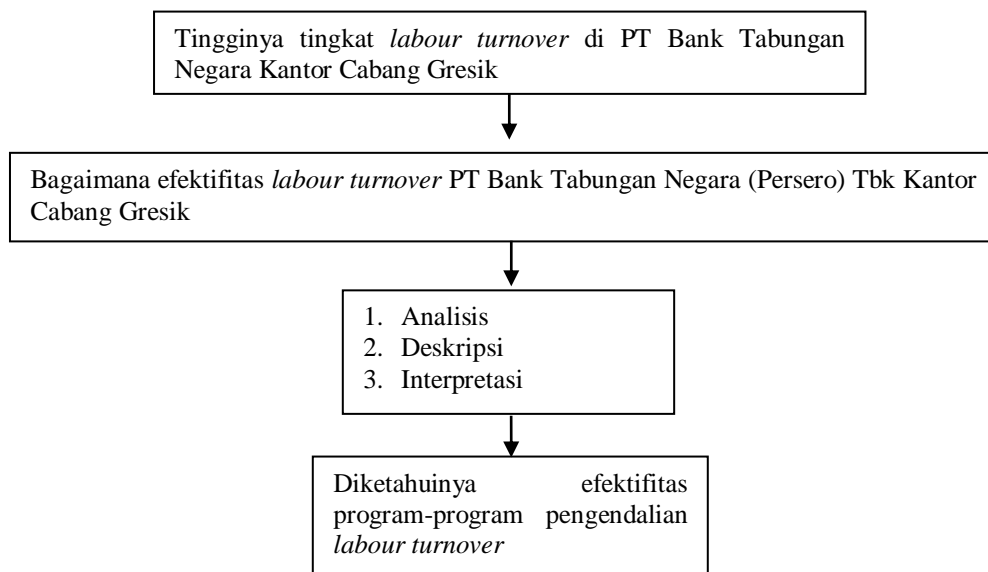 Tingginya tingkat labour turnover di PT Bank Tabungan
Negara Kantor Cabang Gresik
Bagaimana efektifitas labour turnover PT Bank Tabungan Negara (Persero) Tbk Kantor
Cabang Gresik
1. Analisis
2. Deskripsi
3. Interpretasi
Diketahuinya efektifitas
program-program pengendalian
labour turnover